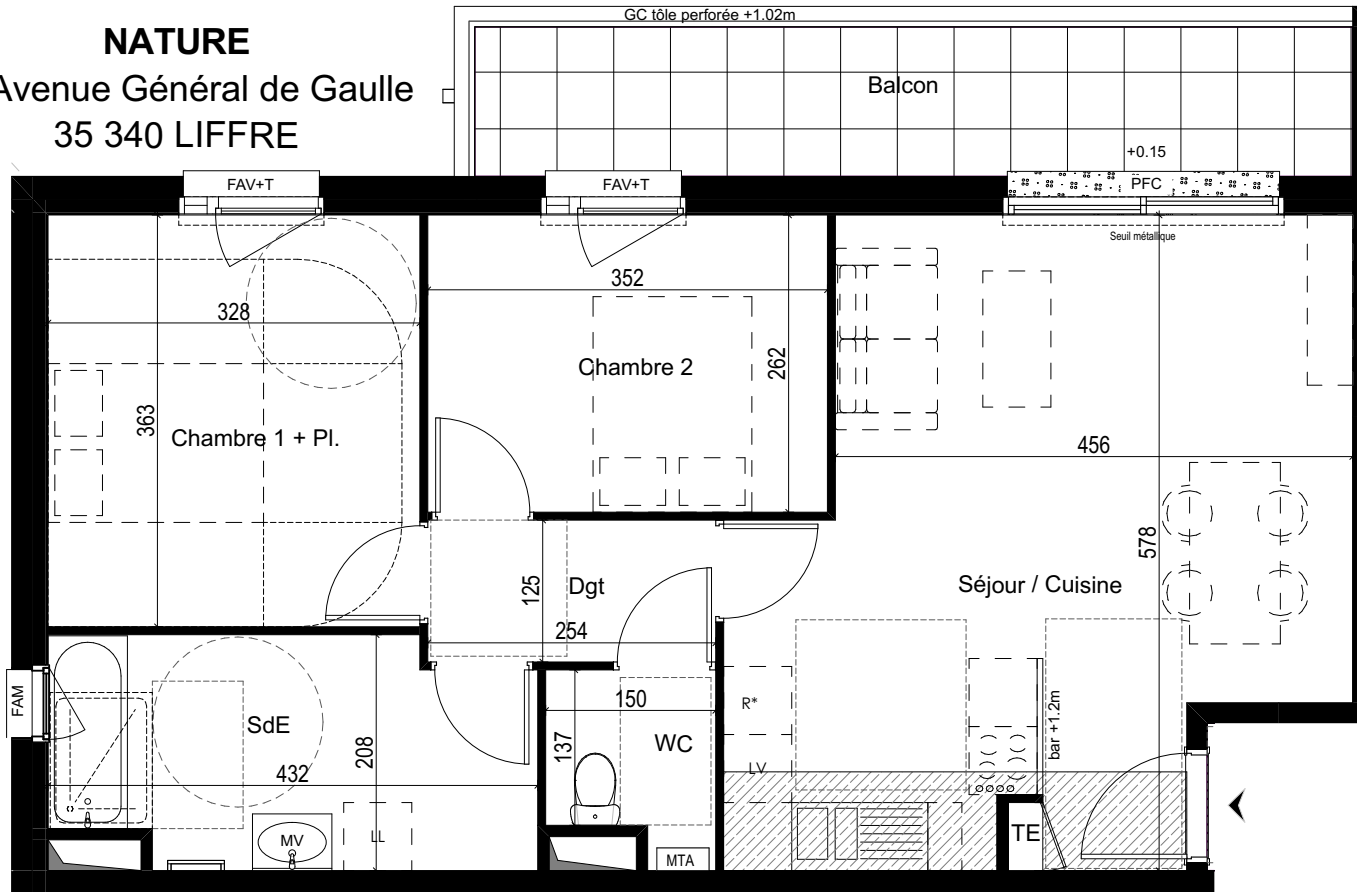 NATURE
Avenue Général de Gaulle
35 340 LIFFRE
GC tôle perforée +1.02m
Balcon
+0.15
FAV+T
FAV+T
PFC
Seuil métallique
352
328
Chambre 2
262
363
Chambre 1 + Pl.
456
578
125
Dgt
Séjour / Cuisine
254
FAM
150
R*
bar +1.2m
SdE
208
137
WC
432
LV
MV
LL
MTA
TE